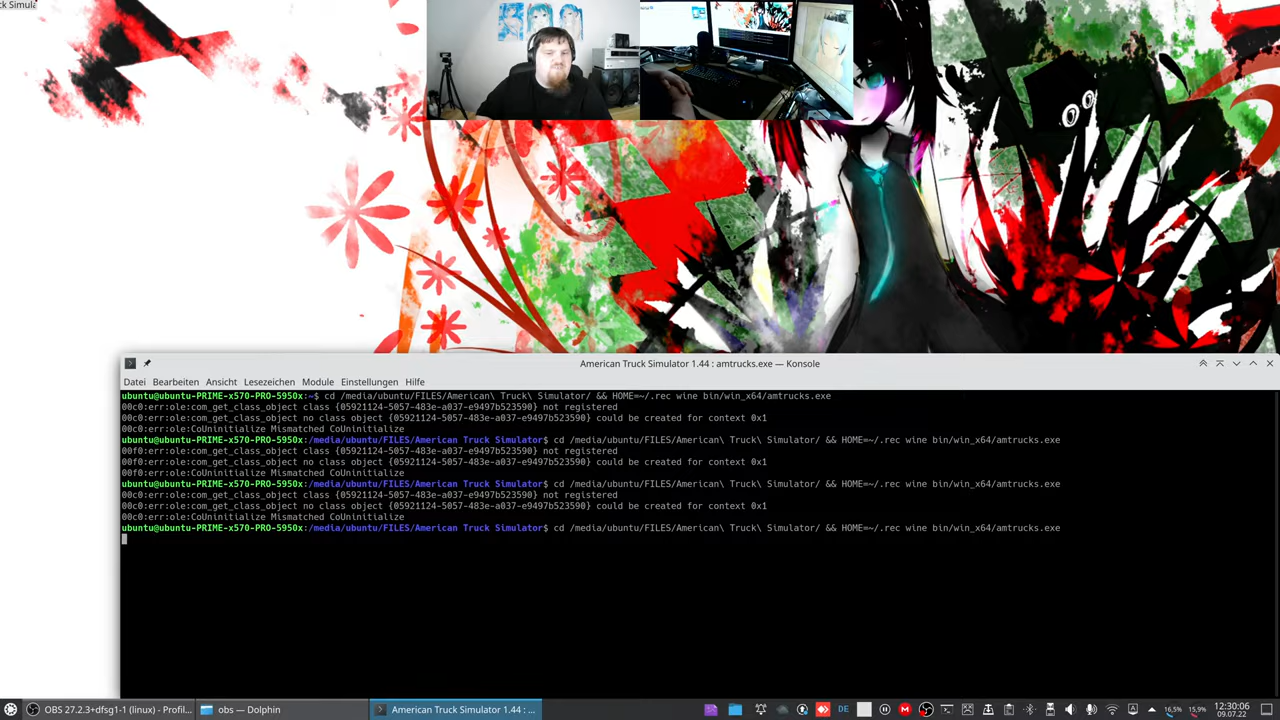 ck Simula
American Truck Simulator 1.44 : amtrucks.exe — Konsole
Datei Bearbeiten Ansicht Lesezeichen Module Einstellungen Hilfe
ubuntu@ubuntu-PRIME-x570-PRO-5950x:~$ cd /media/ubuntu/FILES/American\ Truck\ Simulator/ && HOME=~/.rec wine bin/win_x64/amtrucks.exe
00c0:err:ole:com_get_class_object class {05921124-5057-483e-a037-e9497b523590} not registered
00c0:err:ole:com_get_class_object no class object {05921124-5057-483e-a037-e9497b523590} could be created for context 0x1
00c0:err:ole:CoUninitialize Mismatched CoUninitialize
ubuntu@ubuntu-PRIME-x570-PRO-5950x:/media/ubuntu/FILES/American Truck Simulator$ cd /media/ubuntu/FILES/American\ Truck\ Simulator/ && HOME=~/.rec wine bin/win_x64/amtrucks.exe
00f0:err:ole:com_get_class_object class {05921124-5057-483e-a037-e9497b523590} not registered
00f0:err:ole:com_get_class_object no class object {05921124-5057-483e-a037-e9497b523590} could be created for context 0x1
00f0:err:ole:CoUninitialize Mismatched CoUninitialize
ubuntu@ubuntu-PRIME-x570-PRO-5950x:/media/ubuntu/FILES/American Truck Simulator$ cd /media/ubuntu/FILES/American\ Truck\ Simulator/ && HOME=~/.rec wine bin/win_x64/amtrucks.exe
00c0:err:ole:com_get_class_object class {05921124-5057-483e-a037-e9497b523590} not registered
00c0:err:ole:com_get_class_object no class object {05921124-5057-483e-a037-e9497b523590} could be created for context 0x1
00c0:err:ole:CoUninitialize Mismatched CoUninitialize
ubuntu@ubuntu-PRIME-x570-PRO-5950x:/media/ubuntu/FILES/American Truck Simulator$ cd /media/ubuntu/FILES/American\ Truck\ Simulator/ && HOME=~/.rec wine bin/win_x64/amtrucks.exe
OBS 27.2.3+dfsg1-1 (linux) - Profil... obs — Dolphin American Truck Simulator 1.44 : ... DE 16,5% 15,9% 12:30:06
09.07.22